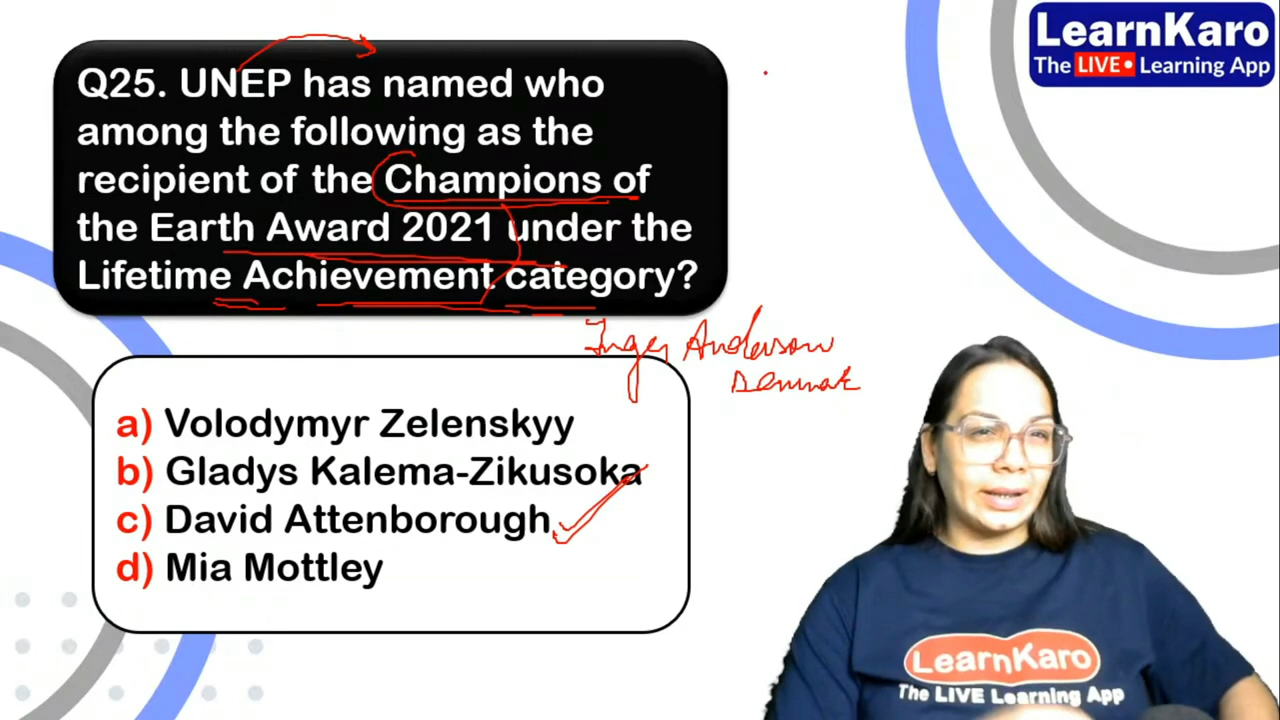 LearnKaro
The LIVE Learning App
Q25. UNEP has named who
among the following as the
recipient of the Champions of
the Earth Award 2021 under the
Lifetime Achievement category?
Inger Anderson
Denmark
a) Volodymyr Zelenskyy
b) Gladys Kalema-Zikusoka
c) David Attenborough
d) Mia Mottley
LearnKaro
The LIVE Learning App